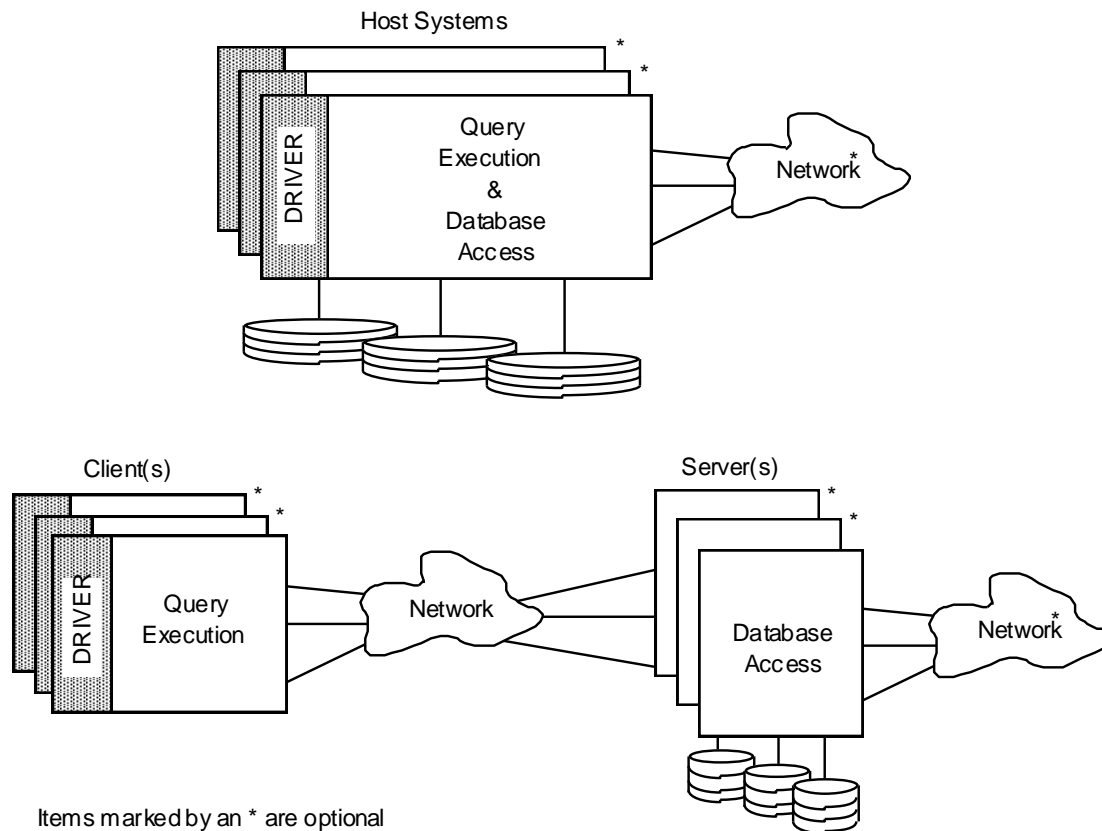 Host Systems
*
*
DRIVER
Query
Execution
&
Database
Access
Network*
Client(s)
*
*
DRIVER
Query
Execution
Network
Server(s)
*
*
Database
Access
Network*
Items marked by an * are optional